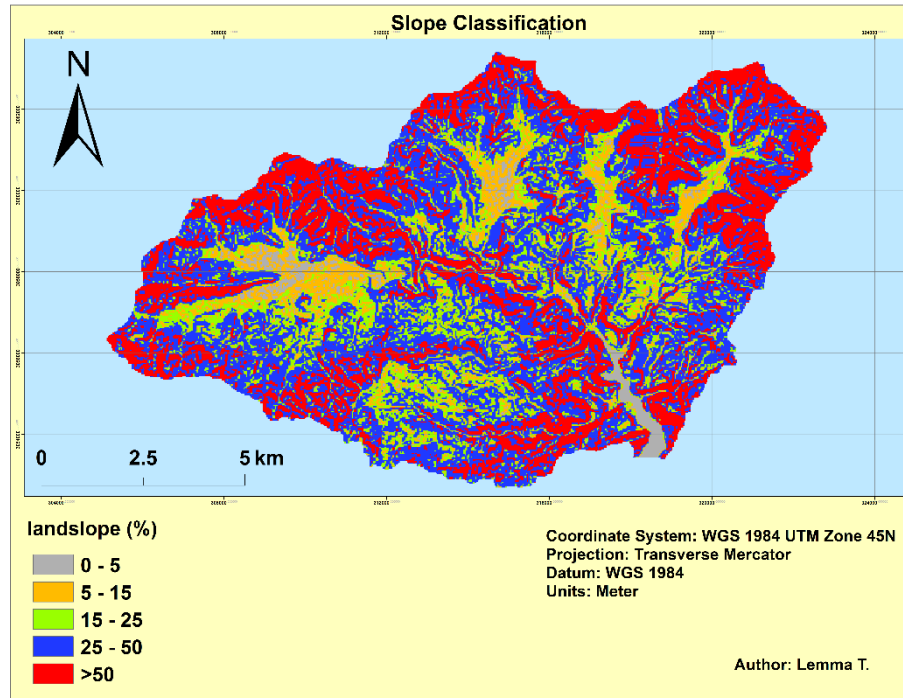 Slope Classification
N
0 2.5 5 km
landslope (%)
0 - 5
5 - 15
15 - 25
25 - 50
>50
Coordinate System: WGS 1984 UTM Zone 45N
Projection: Transverse Mercator
Datum: WGS 1984
Units: Meter
Author: Lemma T.